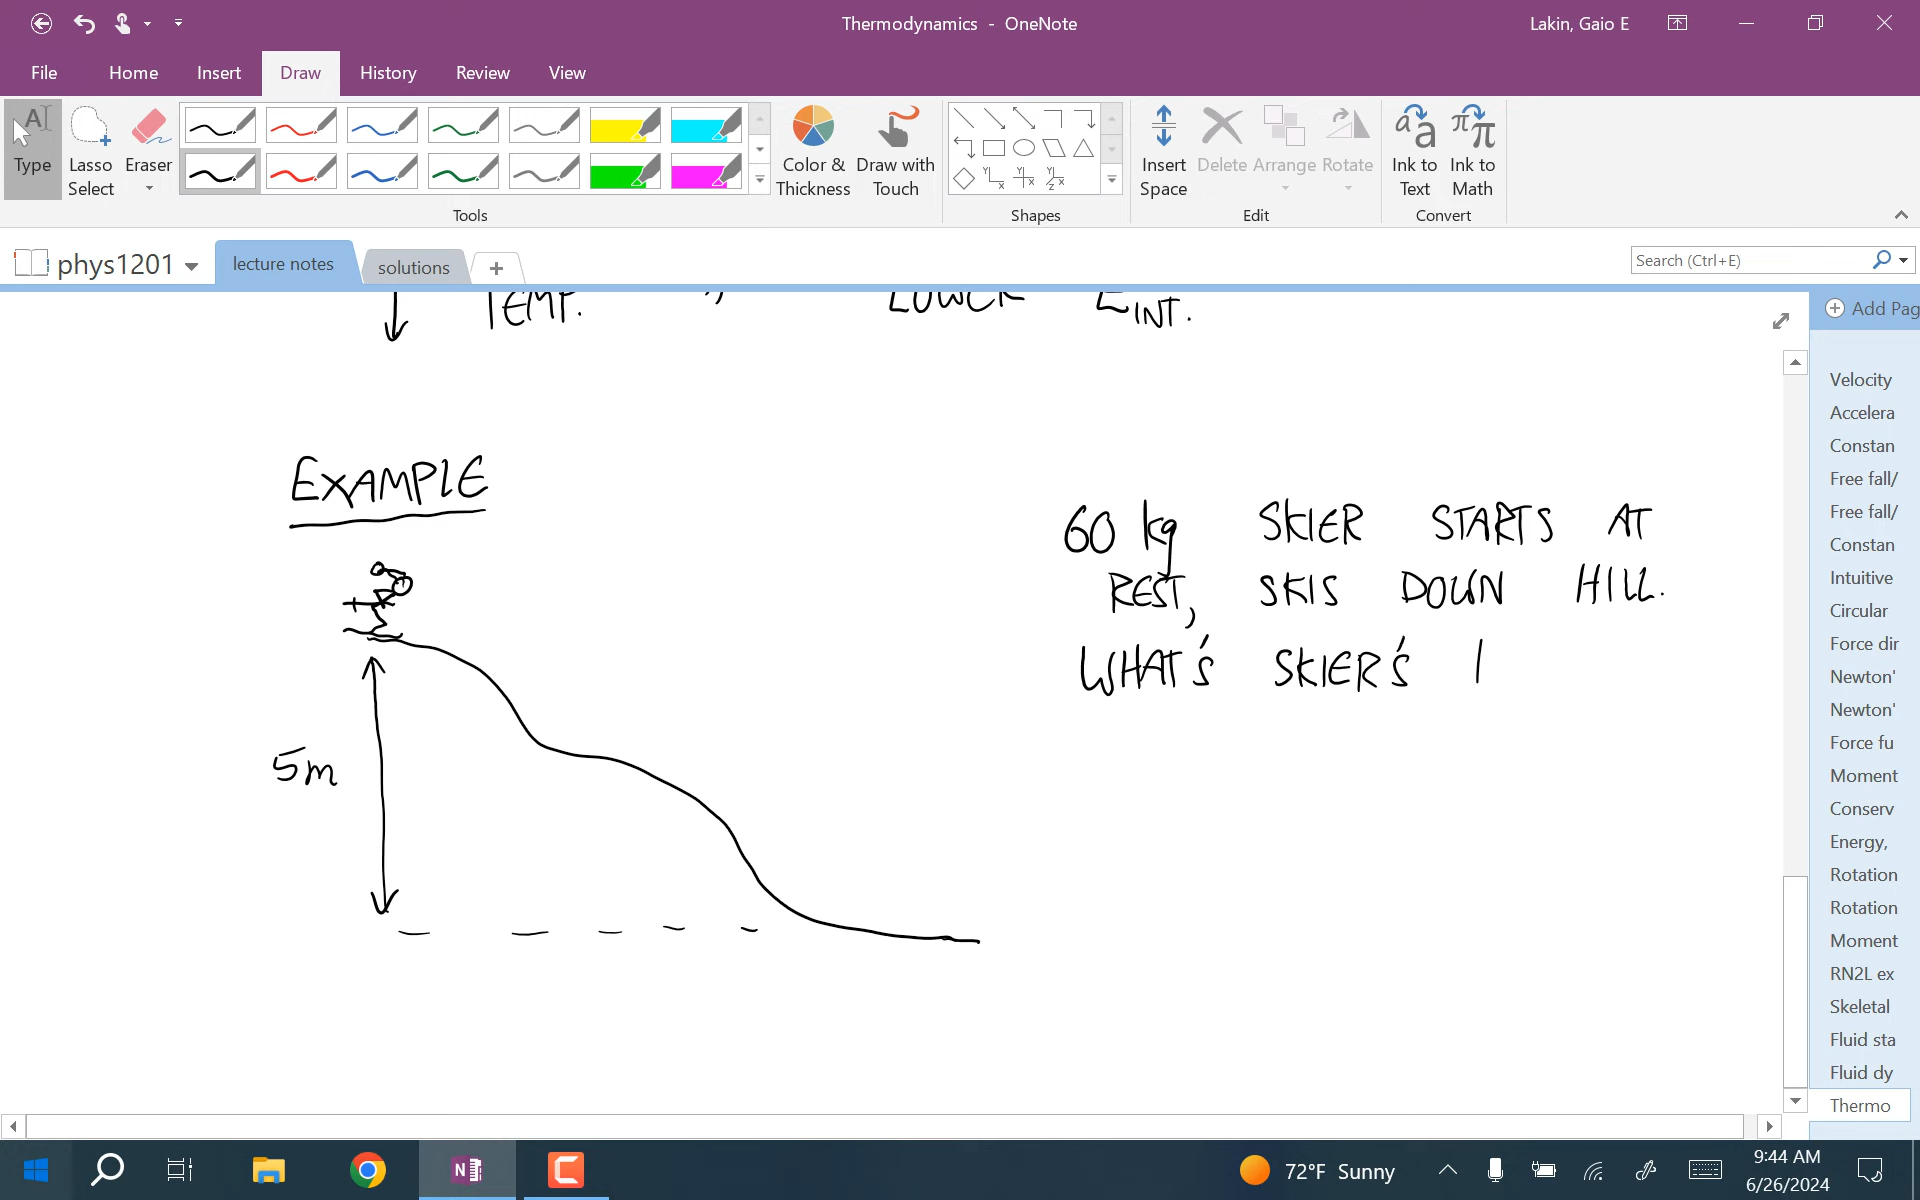 Thermodynamics - OneNote
Lakin, Gaio E
File Home Insert Draw History Review View
Type
Lasso Select
Eraser
Color & Thickness
Draw with Touch
Insert Space
Delete
Arrange
Rotate
Ink to Text
Ink to Math
Tools
Shapes
Edit
Convert
phys1201
lecture notes
solutions
Search (Ctrl+E)
Add Pag
TEMP. , LOWER EINT.
EXAMPLE
60 kg SKIER STARTS AT
REST, SKIS DOWN HILL.
WHAT'S SKIER'S
5m
Velocity
Accelera
Constan
Free fall/
Free fall/
Constan
Intuitive
Circular
Force dir
Newton'
Newton'
Force fu
Moment
Conserv
Energy,
Rotation
Rotation
Moment
RN2L ex
Skeletal
Fluid sta
Fluid dy
Thermo
72°F Sunny
9:44 AM
6/26/2024